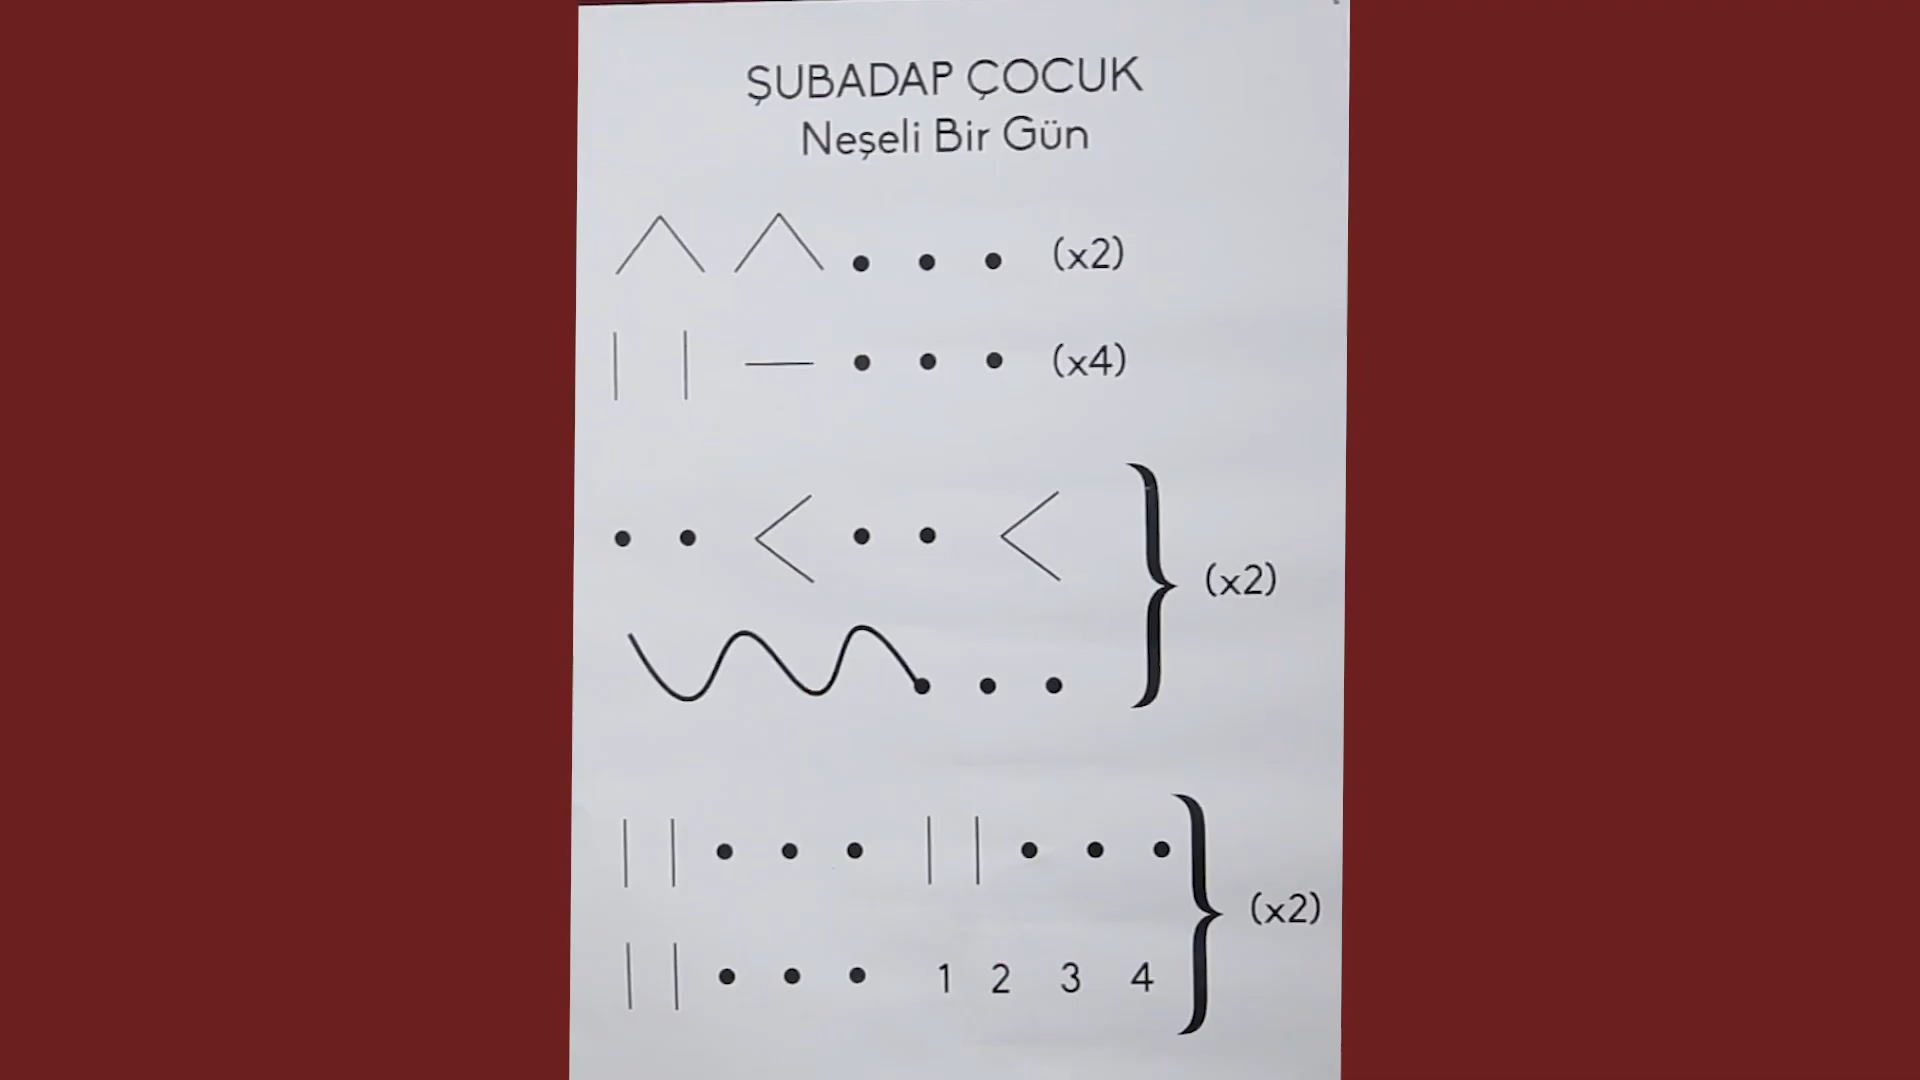 ŞUBADAP ÇOCUK
Neşeli Bir Gün
(x2)
(x4)
(x2)
(x2)
1 2 3 4